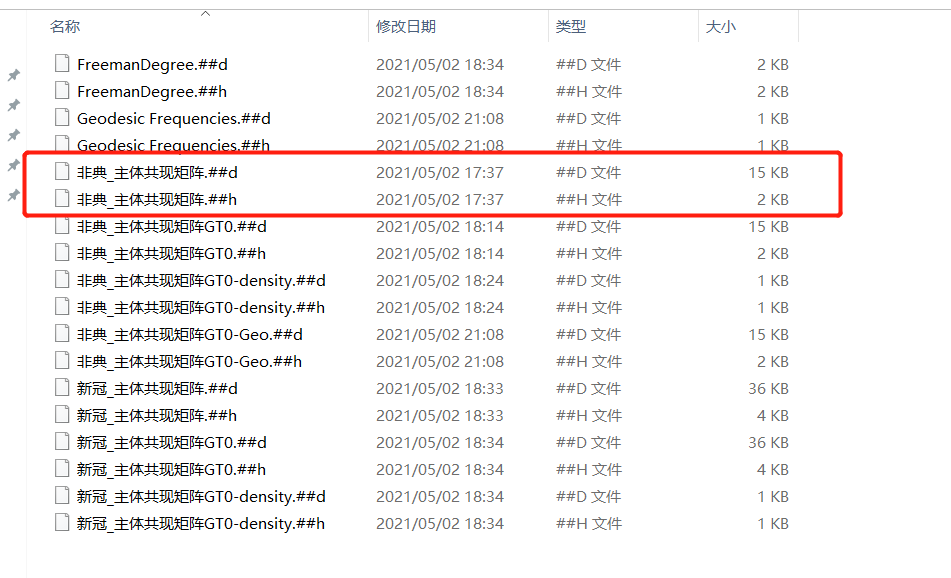 名称 修改日期 类型 大小
FreemanDegree.##d 2021/05/02 18:34 ##D 文件 2 KB
FreemanDegree.##h 2021/05/02 18:34 ##H 文件 2 KB
Geodesic Frequencies.##d 2021/05/02 21:08 ##D 文件 1 KB
Geodesic Frequencies.##h 2021/05/02 21:08 ##H 文件 1 KB
非典_主体共现矩阵.##d 2021/05/02 17:37 ##D 文件 15 KB
非典_主体共现矩阵.##h 2021/05/02 17:37 ##H 文件 2 KB
非典_主体共现矩阵GT0.##d 2021/05/02 18:14 ##D 文件 15 KB
非典_主体共现矩阵GT0.##h 2021/05/02 18:14 ##H 文件 2 KB
非典_主体共现矩阵GT0-density.##d 2021/05/02 18:24 ##D 文件 1 KB
非典_主体共现矩阵GT0-density.##h 2021/05/02 18:24 ##H 文件 1 KB
非典_主体共现矩阵GT0-Geo.##d 2021/05/02 21:08 ##D 文件 15 KB
非典_主体共现矩阵GT0-Geo.##h 2021/05/02 21:08 ##H 文件 2 KB
新冠_主体共现矩阵.##d 2021/05/02 18:33 ##D 文件 36 KB
新冠_主体共现矩阵.##h 2021/05/02 18:33 ##H 文件 4 KB
新冠_主体共现矩阵GT0.##d 2021/05/02 18:34 ##D 文件 36 KB
新冠_主体共现矩阵GT0.##h 2021/05/02 18:34 ##H 文件 4 KB
新冠_主体共现矩阵GT0-density.##d 2021/05/02 18:34 ##D 文件 1 KB
新冠_主体共现矩阵GT0-density.##h 2021/05/02 18:34 ##H 文件 1 KB